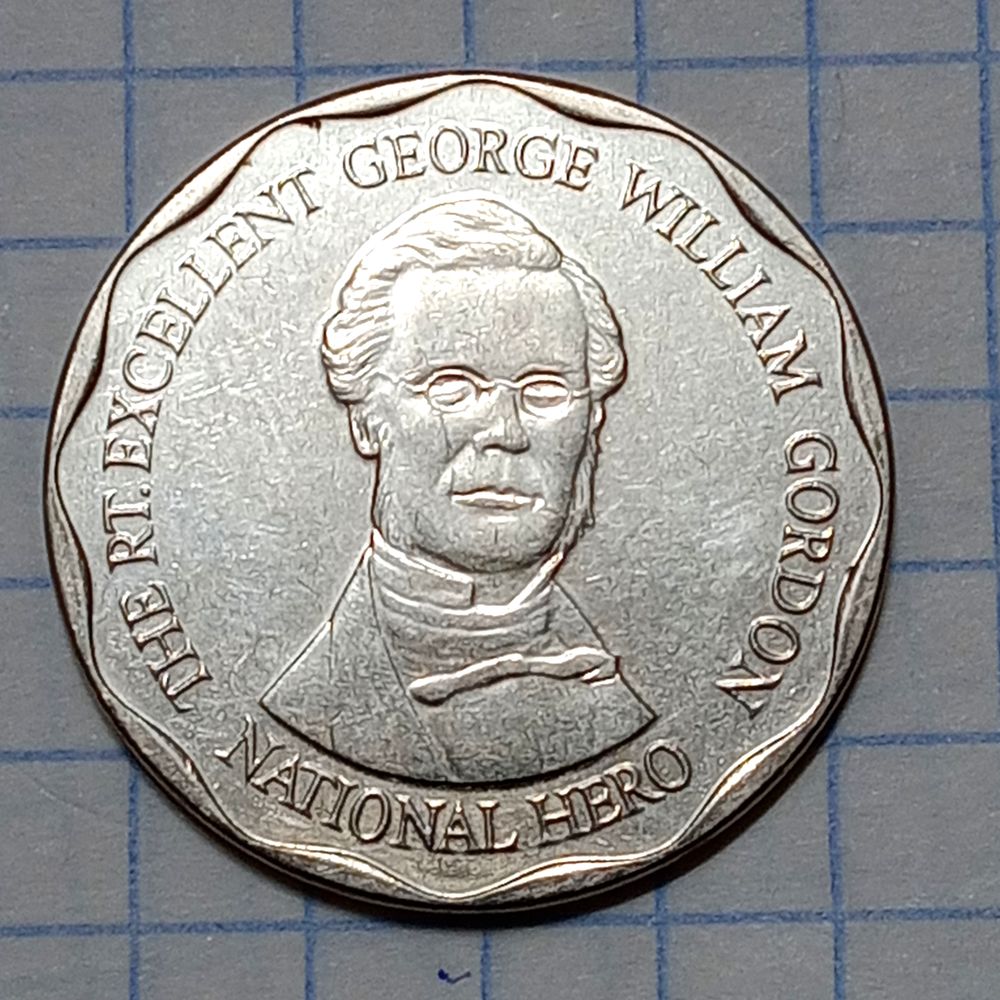 THE RT. EXCELLENT GEORGE WILLIAM GORDON
NATIONAL HERO